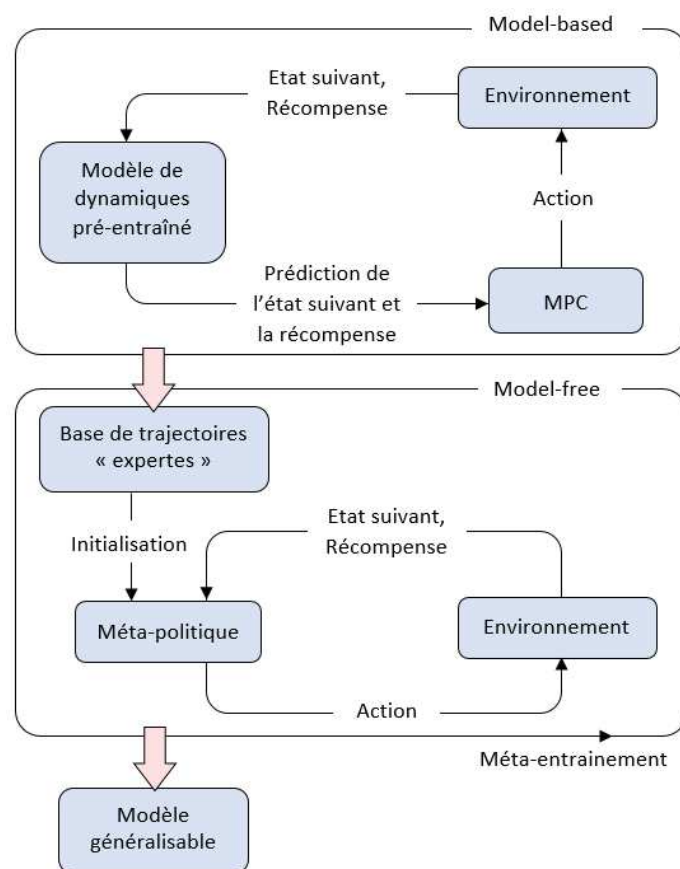 Model-based
Etat suivant,
Récompense
Environnement
Modèle de
dynamiques
pré-entraîné
Action
Prédiction de
l'état suivant et
la récompense
MPC
Model-free
Base de trajectoires
« expertes »
Etat suivant,
Récompense
Initialisation
Méta-politique
Environnement
Action
Méta-entrainement
Modèle
généralisable